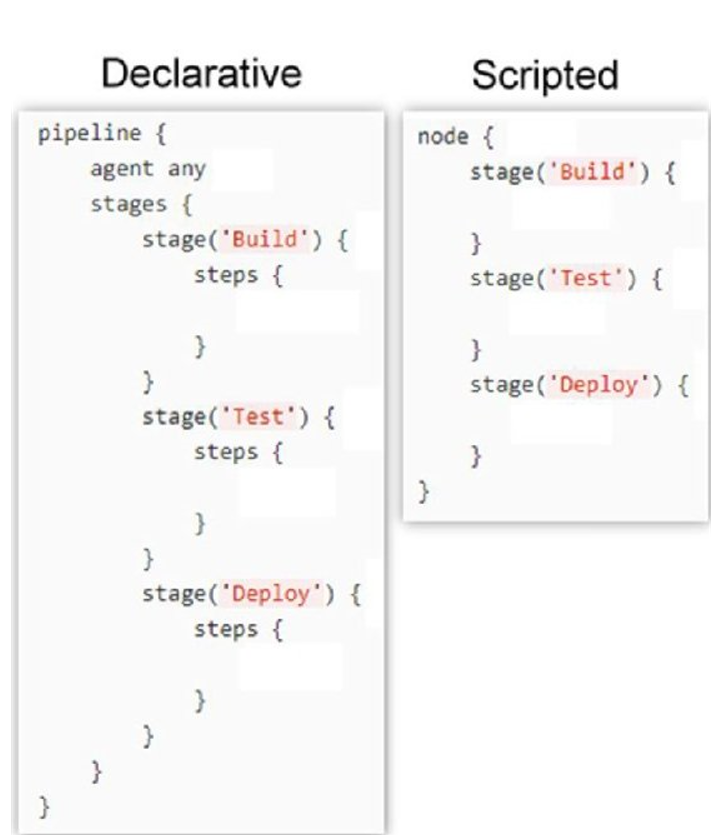 Declarative
pipeline {
    agent any
    stages {
        stage('Build') {
            steps {

            }
        }
        stage('Test') {
            steps {

            }
        }
        stage('Deploy') {
            steps {

            }
        }
    }
}
Scripted
node {
    stage('Build') {

    }
    stage('Test') {

    }
    stage('Deploy') {

    }
}